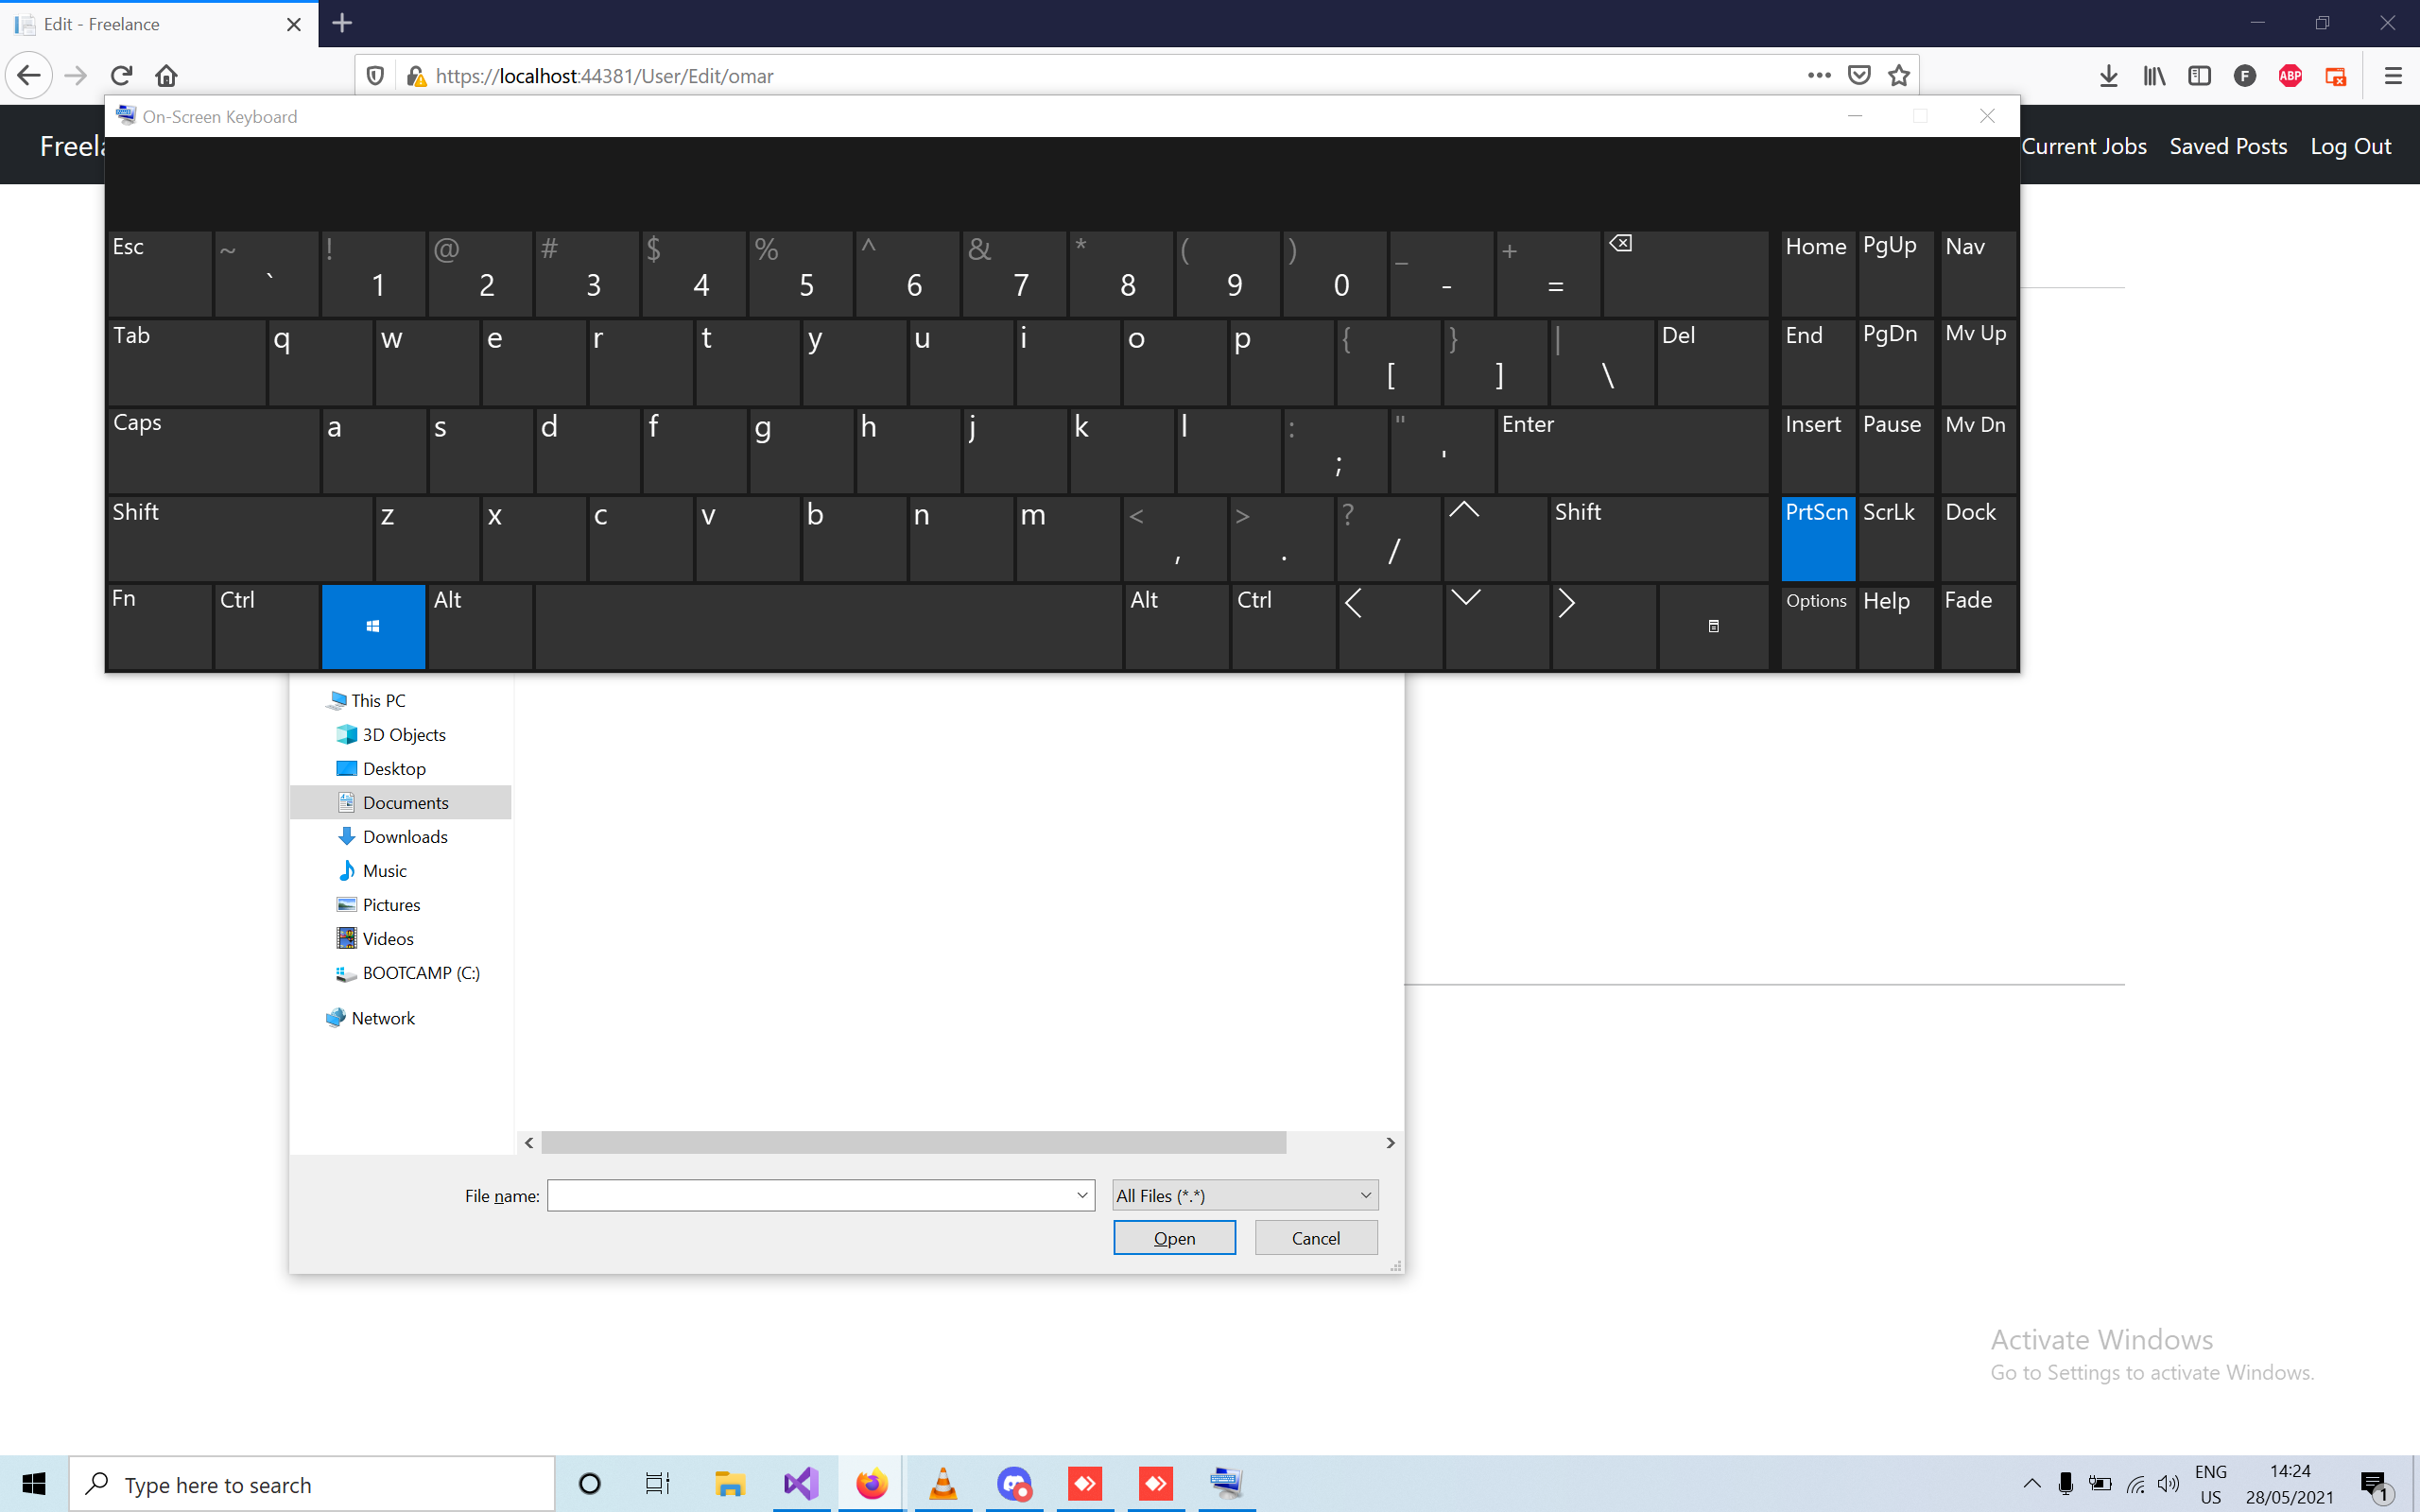 Edit - Freelance
https://localhost:44381/User/Edit/omar
F
ABP
On-Screen Keyboard
Freela
Current Jobs Saved Posts Log Out
Esc ~ ` ! 1 @ 2 # 3 $ 4 % 5 ^ 6 & 7 * 8 ( 9 ) 0 _ - + = Home PgUp Nav
Tab q w e r t y u i o p { [ } ] | \ Del End PgDn Mv Up
Caps a s d f g h j k l : ; " ' Enter Insert Pause Mv Dn
Shift z x c v b n m < , > . ? / Shift PrtScn ScrLk Dock
Fn Ctrl Alt Alt Ctrl Options Help Fade
This PC
3D Objects
Desktop
Documents
Downloads
Music
Pictures
Videos
BOOTCAMP (C:)
Network
File name:
All Files (*.*)
Open Cancel
Activate Windows
Go to Settings to activate Windows.
Type here to search
ENG
US
14:24
28/05/2021
1